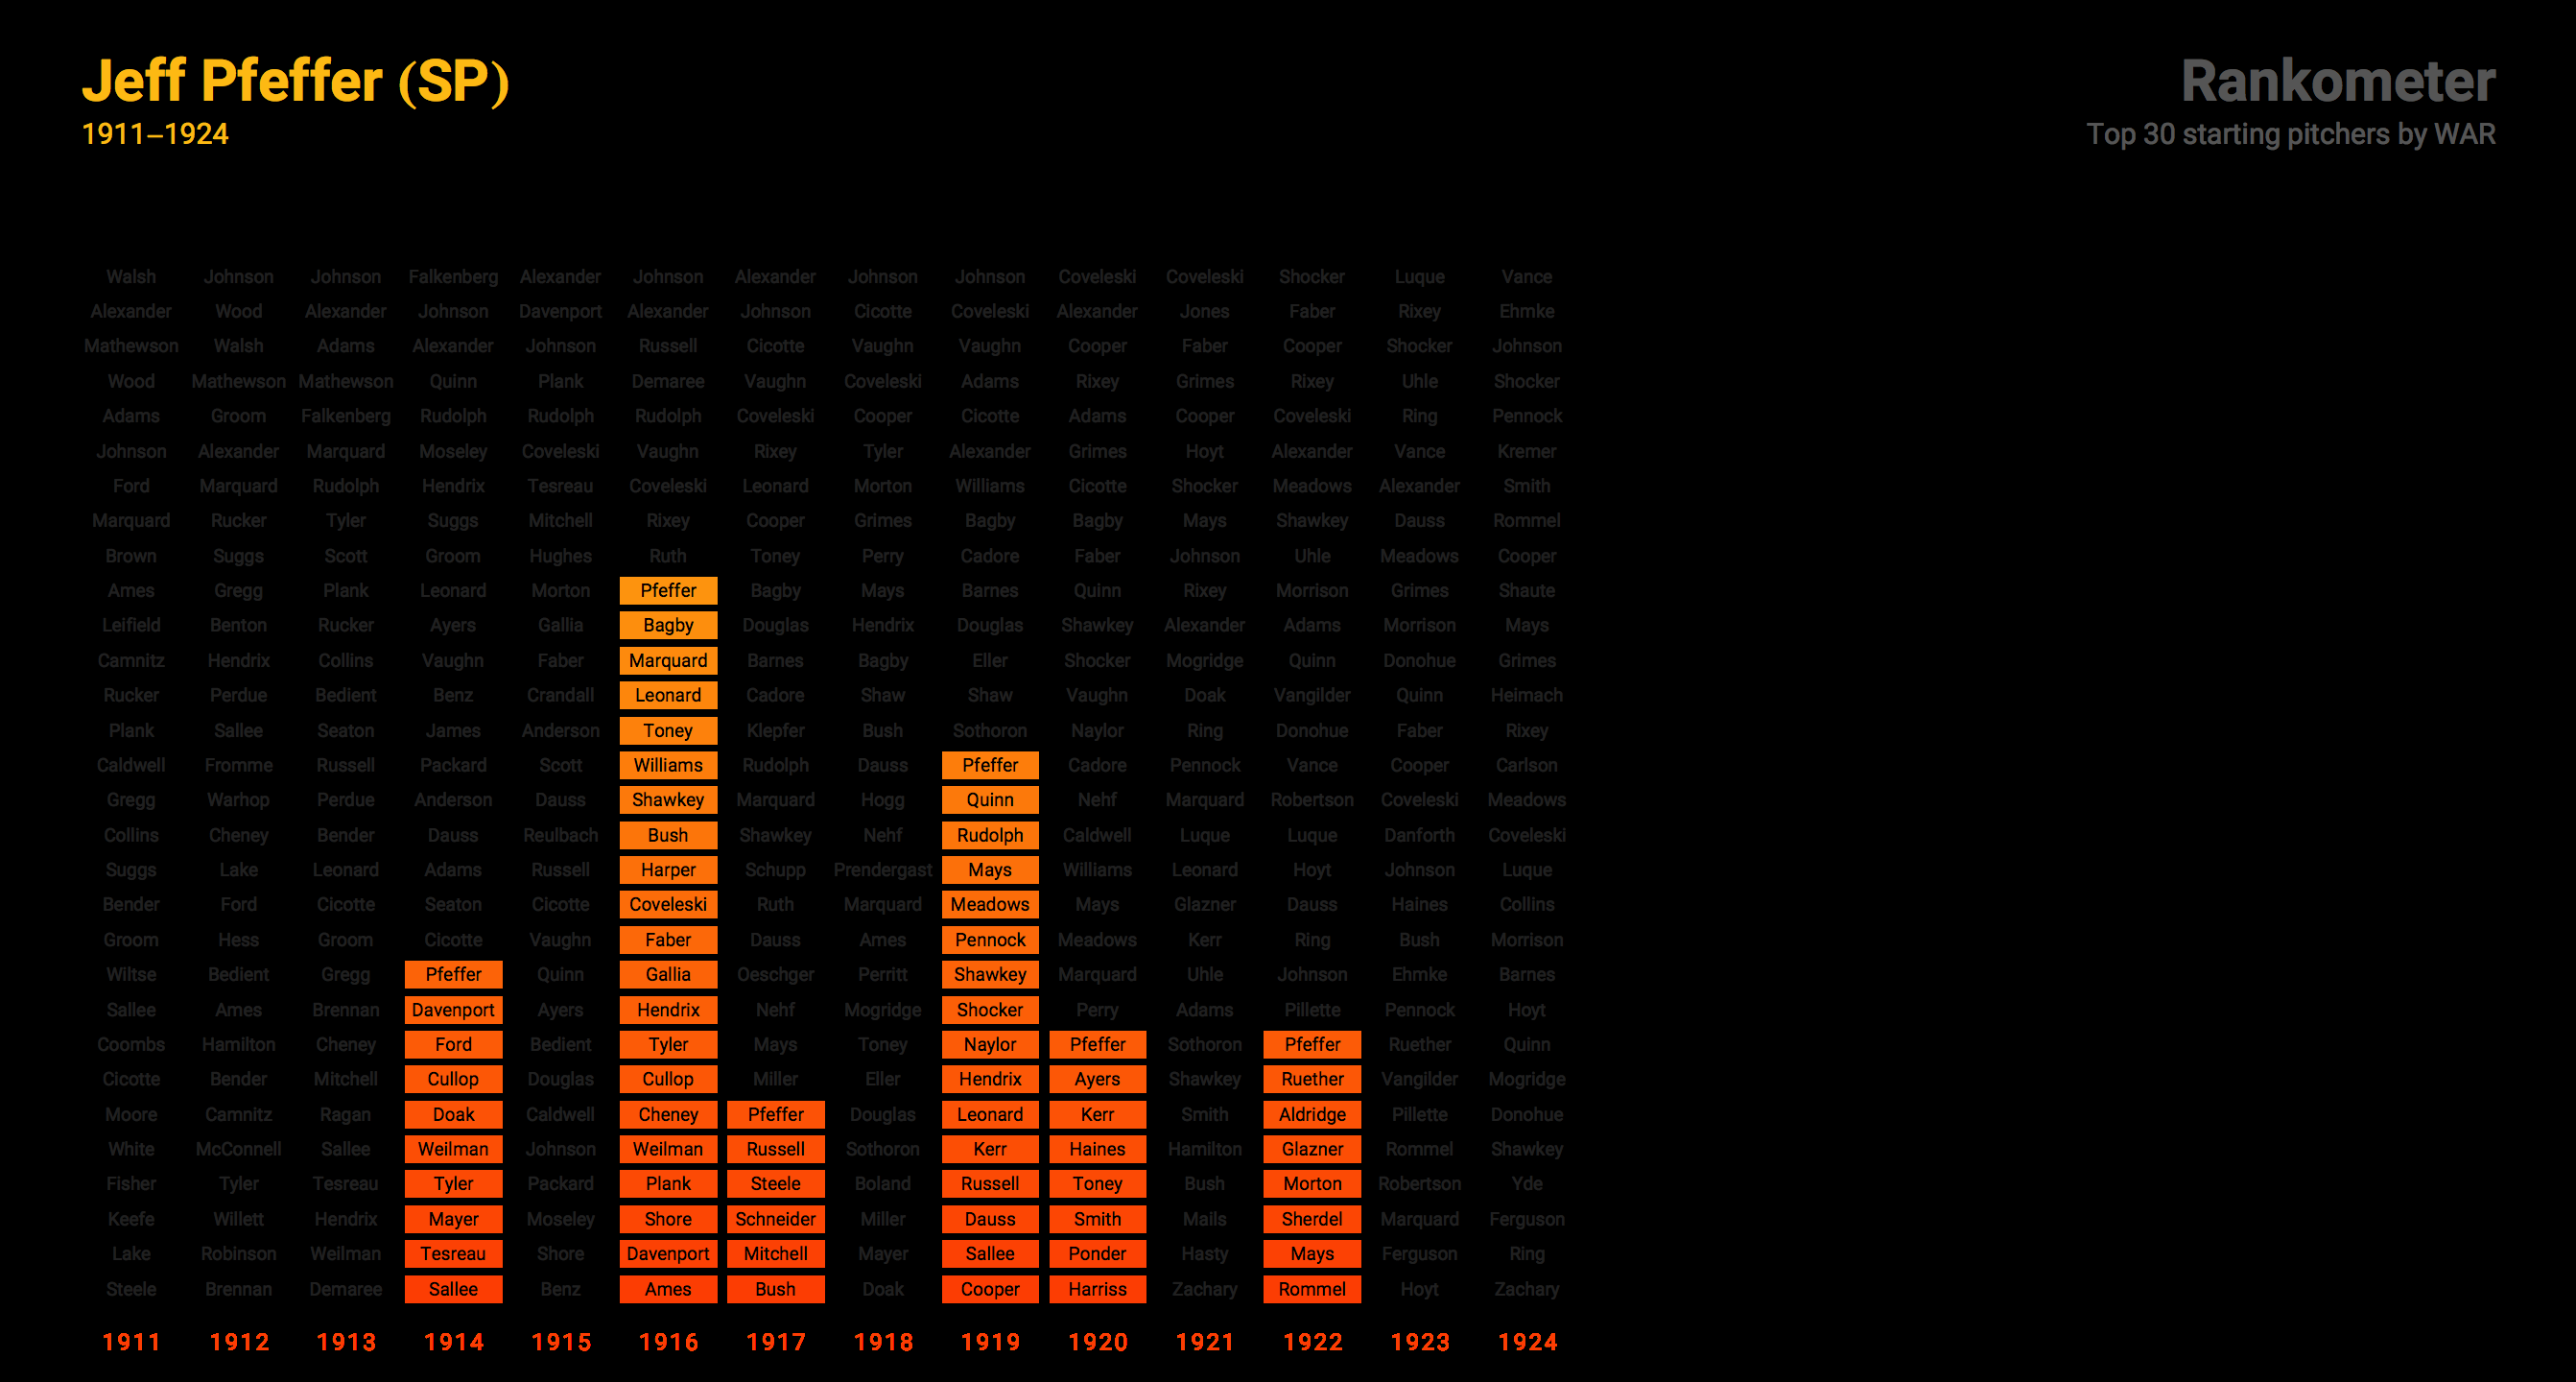 Jeff Pfeffer (SP)
1911–1924
Rankometer
Top 30 starting pitchers by WAR
Walsh Johnson Johnson Falkenberg Alexander Johnson Alexander Johnson Johnson Coveleski Coveleski Shocker Luque Vance
Alexander Wood Alexander Johnson Davenport Alexander Johnson Cicotte Coveleski Alexander Jones Faber Rixey Ehmke
Mathewson Walsh Adams Alexander Johnson Russell Cicotte Vaughn Vaughn Cooper Faber Cooper Shocker Johnson
Wood Mathewson Mathewson Quinn Plank Demaree Vaughn Coveleski Adams Rixey Grimes Rixey Uhle Shocker
Adams Groom Falkenberg Rudolph Rudolph Rudolph Coveleski Cooper Cicotte Adams Cooper Coveleski Ring Pennock
Johnson Alexander Marquard Moseley Coveleski Vaughn Rixey Tyler Alexander Grimes Hoyt Alexander Vance Kremer
Ford Marquard Rudolph Hendrix Tesreau Coveleski Leonard Morton Williams Cicotte Shocker Meadows Alexander Smith
Marquard Rucker Tyler Suggs Mitchell Rixey Cooper Grimes Bagby Bagby Mays Shawkey Dauss Rommel
Brown Suggs Scott Groom Hughes Ruth Toney Perry Cadore Faber Johnson Uhle Meadows Cooper
Ames Gregg Plank Leonard Morton Pfeffer Bagby Mays Barnes Quinn Rixey Morrison Grimes Shaute
Leifield Benton Rucker Ayers Gallia Bagby Douglas Hendrix Douglas Shawkey Alexander Adams Morrison Mays
Camnitz Hendrix Collins Vaughn Faber Marquard Barnes Bagby Eller Shocker Mogridge Quinn Donohue Grimes
Rucker Perdue Bedient Benz Crandall Leonard Cadore Shaw Shaw Vaughn Doak Vangilder Quinn Heimach
Plank Sallee Seaton James Anderson Toney Klepfer Bush Sothoron Naylor Ring Donohue Faber Rixey
Caldwell Fromme Russell Packard Scott Williams Rudolph Dauss Pfeffer Cadore Pennock Vance Cooper Carlson
Gregg Warhop Perdue Anderson Dauss Shawkey Marquard Hogg Quinn Nehf Marquard Robertson Coveleski Meadows
Collins Cheney Bender Dauss Reulbach Bush Shawkey Nehf Rudolph Caldwell Luque Luque Danforth Coveleski
Suggs Lake Leonard Adams Russell Harper Schupp Prendergast Mays Williams Leonard Hoyt Johnson Luque
Bender Ford Cicotte Seaton Cicotte Coveleski Ruth Marquard Meadows Mays Glazner Dauss Haines Collins
Groom Hess Groom Cicotte Vaughn Faber Dauss Ames Pennock Meadows Kerr Ring Bush Morrison
Wiltse Bedient Gregg Pfeffer Quinn Gallia Oeschger Perritt Shawkey Marquard Uhle Johnson Ehmke Barnes
Sallee Ames Brennan Davenport Ayers Hendrix Nehf Mogridge Shocker Perry Adams Pillette Pennock Hoyt
Coombs Hamilton Cheney Ford Bedient Tyler Mays Toney Naylor Pfeffer Sothoron Pfeffer Ruether Quinn
Cicotte Bender Mitchell Cullop Douglas Cullop Miller Eller Hendrix Ayers Shawkey Ruether Vangilder Mogridge
Moore Camnitz Ragan Doak Caldwell Cheney Pfeffer Douglas Leonard Kerr Smith Aldridge Pillette Donohue
White McConnell Sallee Weilman Johnson Weilman Russell Sothoron Kerr Haines Hamilton Glazner Rommel Shawkey
Fisher Tyler Tesreau Tyler Packard Plank Steele Boland Russell Toney Bush Morton Robertson Yde
Keefe Willett Hendrix Mayer Moseley Shore Schneider Miller Dauss Smith Mails Sherdel Marquard Ferguson
Lake Robinson Weilman Tesreau Shore Davenport Mitchell Mayer Sallee Ponder Hasty Mays Ferguson Ring
Steele Brennan Demaree Sallee Benz Ames Bush Doak Cooper Harriss Zachary Rommel Hoyt Zachary
1911 1912 1913 1914 1915 1916 1917 1918 1919 1920 1921 1922 1923 1924